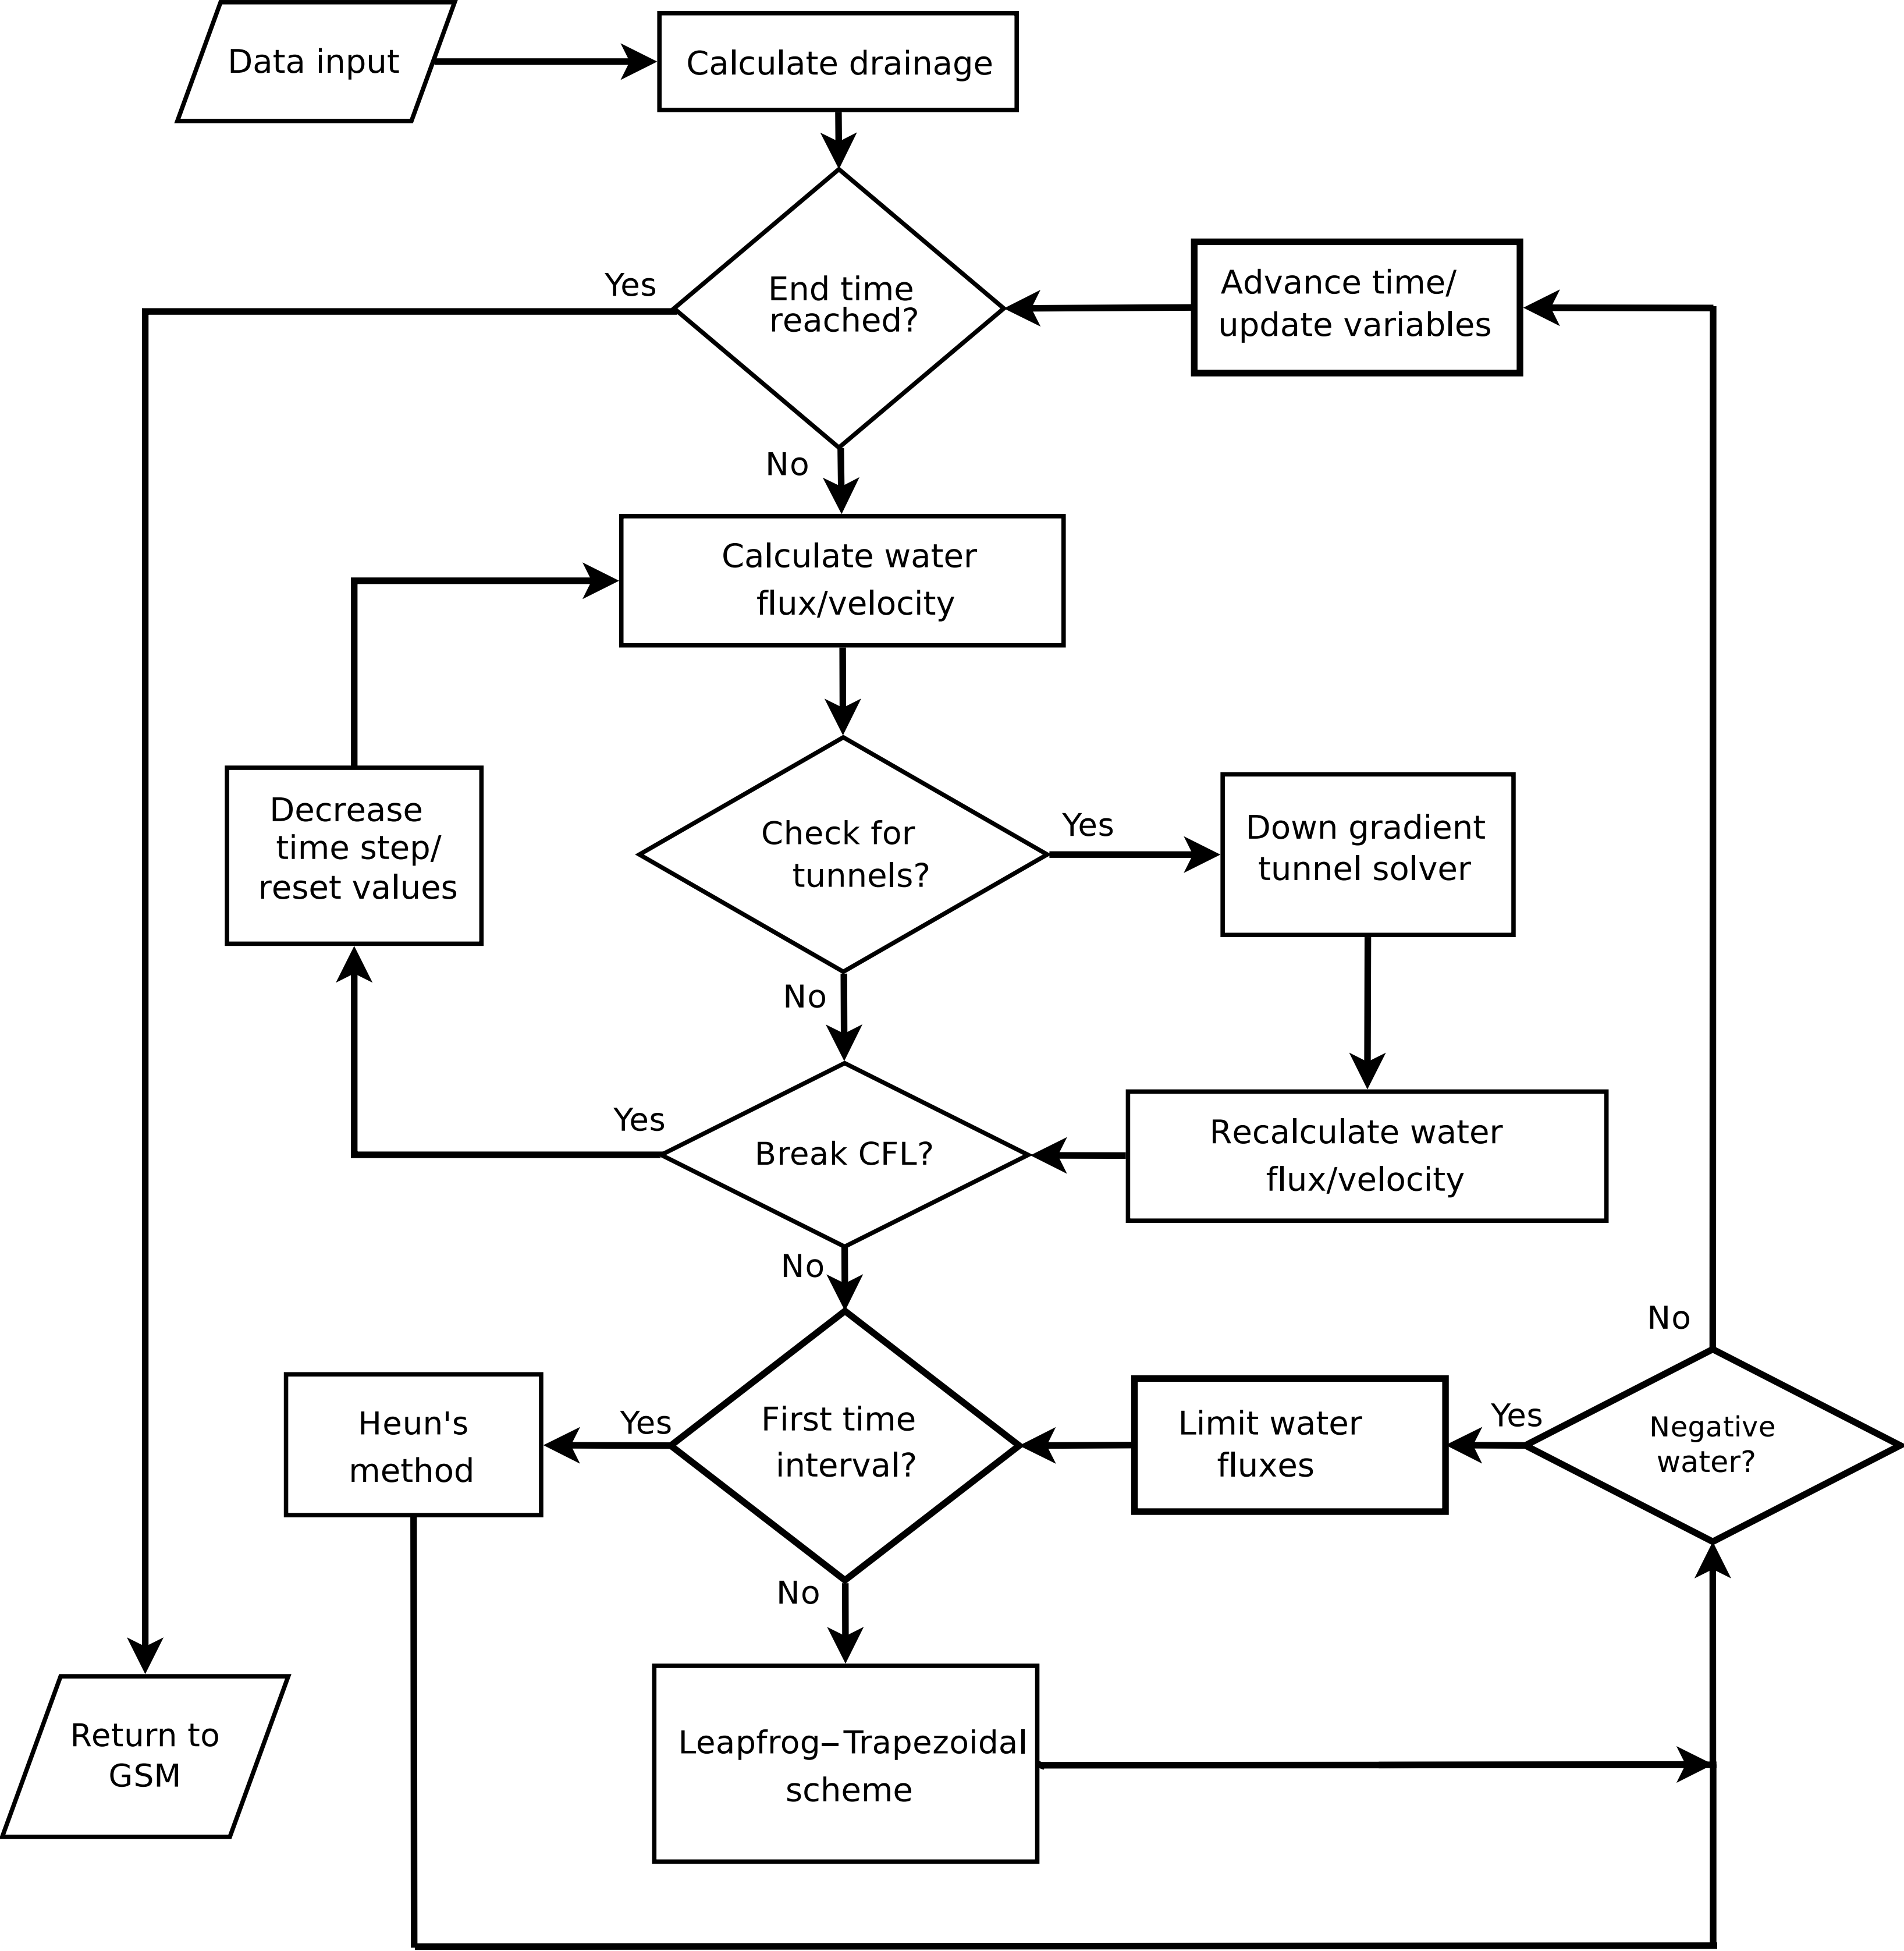 Data input
Calculate drainage
End time
reached?
Yes
Advance time/
update variables
No
Calculate water
flux/velocity
Decrease
time step/
reset values
Check for
tunnels?
Yes
Down gradient
tunnel solver
No
Yes
Break CFL?
Recalculate water
flux/velocity
No
No
Heun's
method
Yes
First time
interval?
Limit water
fluxes
Yes
Negative
water?
No
Return to
GSM
Leapfrog–Trapezoidal
scheme